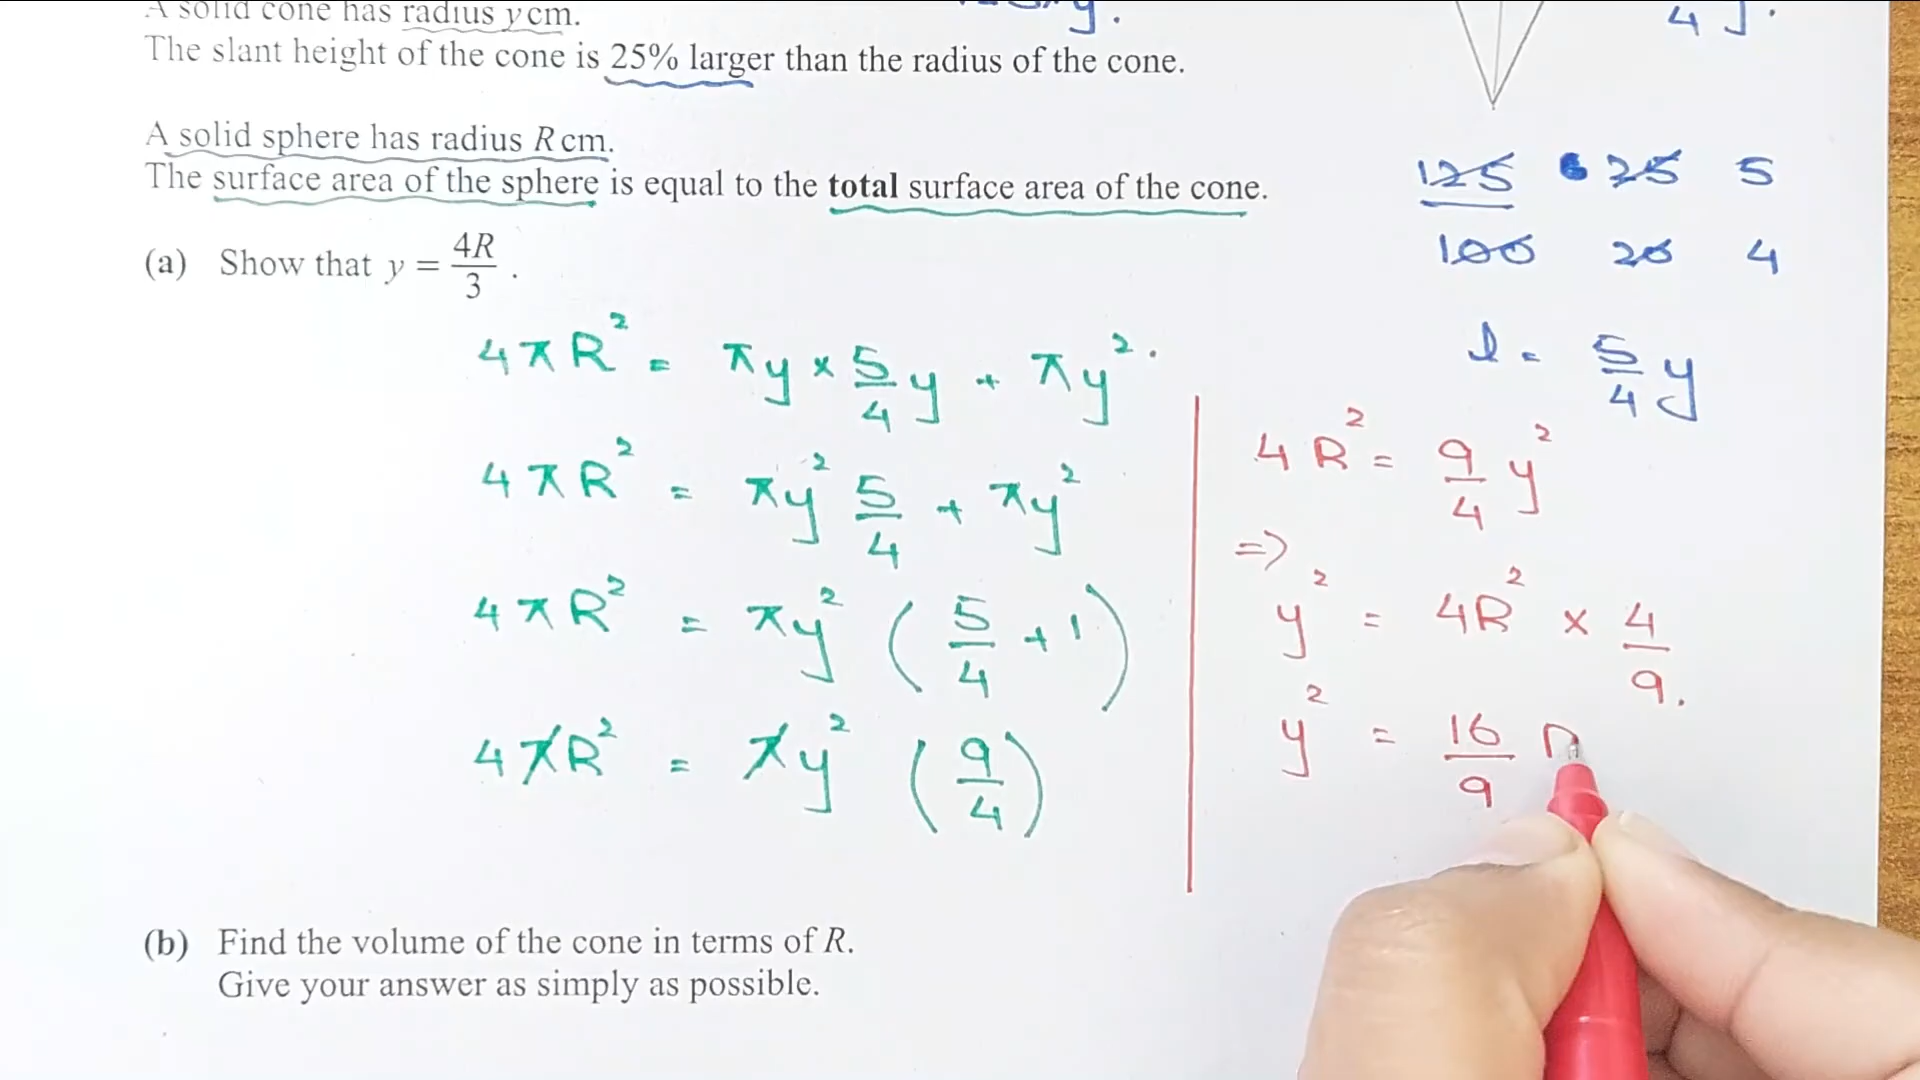 A solid cone has radius y cm.
The slant height of the cone is 25% larger than the radius of the cone.
A solid sphere has radius R cm.
The surface area of the sphere is equal to the total surface area of the cone.
(a) Show that y = 4R/3 .
4πR² = πy × 5/4 y + πy².
4πR² = πy² 5/4 + πy²
4πR² = πy² (5/4 + 1)
4πR² = πy² (9/4)
125 25 5
100 20 4
l = 5/4 y
4R² = 9/4 y²
=>
y² = 4R² × 4/9.
y² = 16/9
(b) Find the volume of the cone in terms of R.
Give your answer as simply as possible.